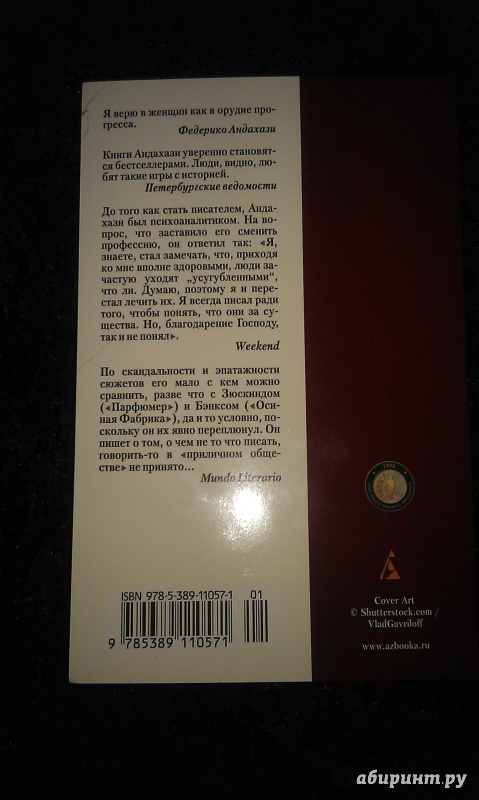 Я верю в женщин как в орудие про-
гресса.
Федерико Андахази
Книги Андахази уверенно становят-
ся бестселлерами. Люди, видно, лю-
бят такие игры с историей.
Петербургские ведомости
До того как стать писателем, Анда-
хази был психоаналитиком. На во-
прос, что заставило его сменить
профессию, он ответил так: «Я,
знаете, стал замечать, что, приходя
ко мне вполне здоровыми, люди за-
частую уходят „усугубленными“,
что ли. Думаю, поэтому я и пере-
стал лечить их. Я всегда писал ради
того, чтобы понять, что они за су-
щества. Но, благодарение Господу,
так и не понял».
Weekend
По скандальности и эпатажности
сюжетов его мало с кем можно
сравнить, разве что с Зюскиндом
(«Парфюмер») и Бэнксом («Оси-
ная Фабрика»), да и то условно, по-
скольку он их явно переплюнул. Он
пишет о том, о чем не то что писать,
говорить-то в «приличном обще-
стве» не принято…
Mundo Literario
ISBN 978-5-389-11057-1 01
9 785389 110571
Cover Art
© Shutterstock.com /
VladGavriloff
www.azbooka.ru
абиринт.ру